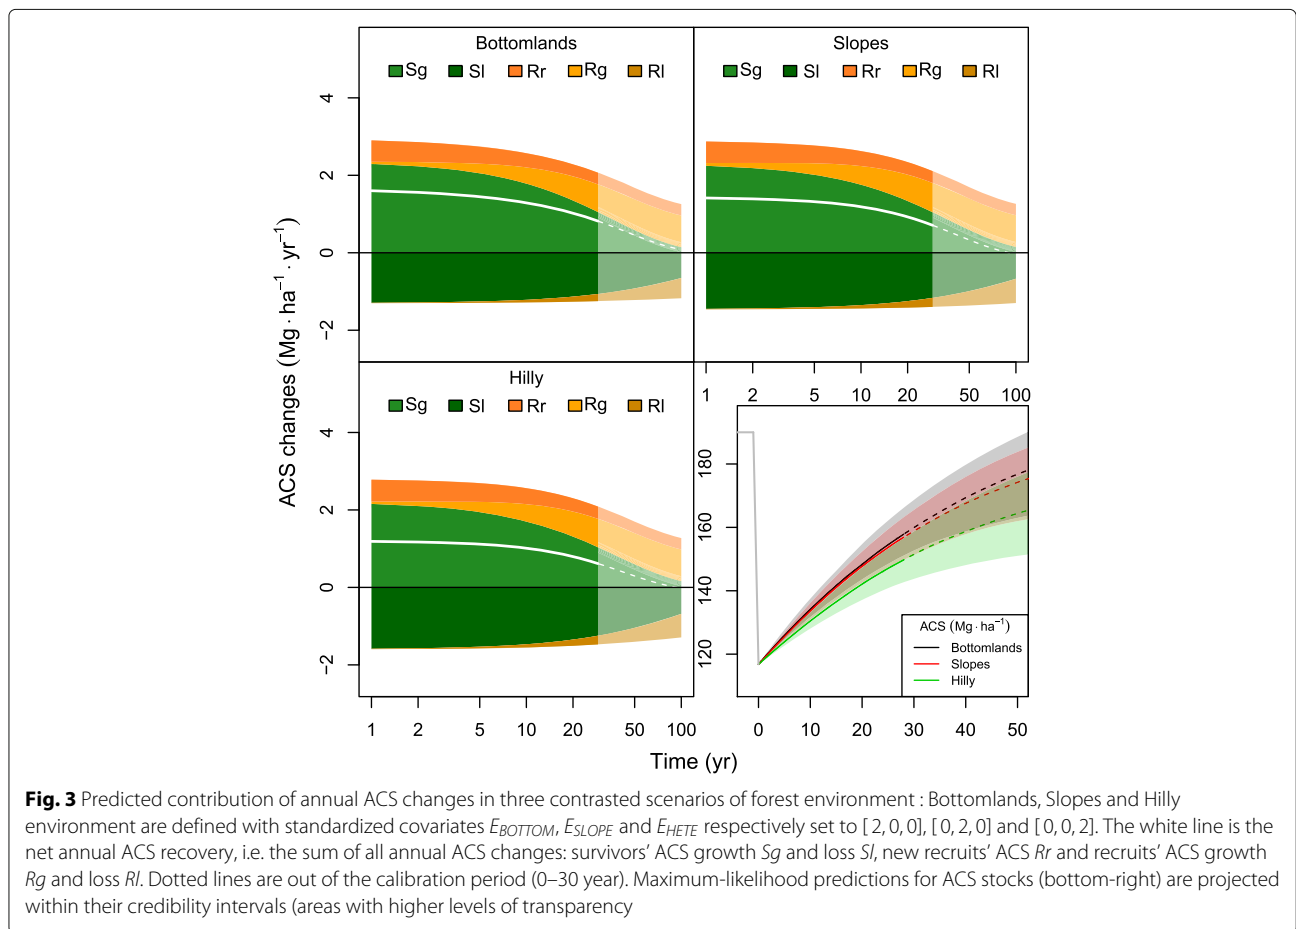 Bottomlands
Sg Sl Rr Rg Rl
Slopes
Sg Sl Rr Rg Rl
4
2
0
−2
Hilly
Sg Sl Rr Rg Rl
4
2
0
−2
ACS changes (Mg · ha−1 · yr−1)
1 2 5 10 20 50 100
1 2 5 10 20 50 100
180
160
140
120
ACS (Mg · ha−1)
Bottomlands
Slopes
Hilly
0 10 20 30 40 50
Time (yr)
Fig. 3 Predicted contribution of annual ACS changes in three contrasted scenarios of forest environment : Bottomlands, Slopes and Hilly
environment are defined with standardized covariates EBOTTOM, ESLOPE and EHETE respectively set to [ 2, 0, 0], [ 0, 2, 0] and [ 0, 0, 2]. The white line is the
net annual ACS recovery, i.e. the sum of all annual ACS changes: survivors’ ACS growth Sg and loss Sl, new recruits’ ACS Rr and recruits’ ACS growth
Rg and loss Rl. Dotted lines are out of the calibration period (0–30 year). Maximum-likelihood predictions for ACS stocks (bottom-right) are projected
within their credibility intervals (areas with higher levels of transparency